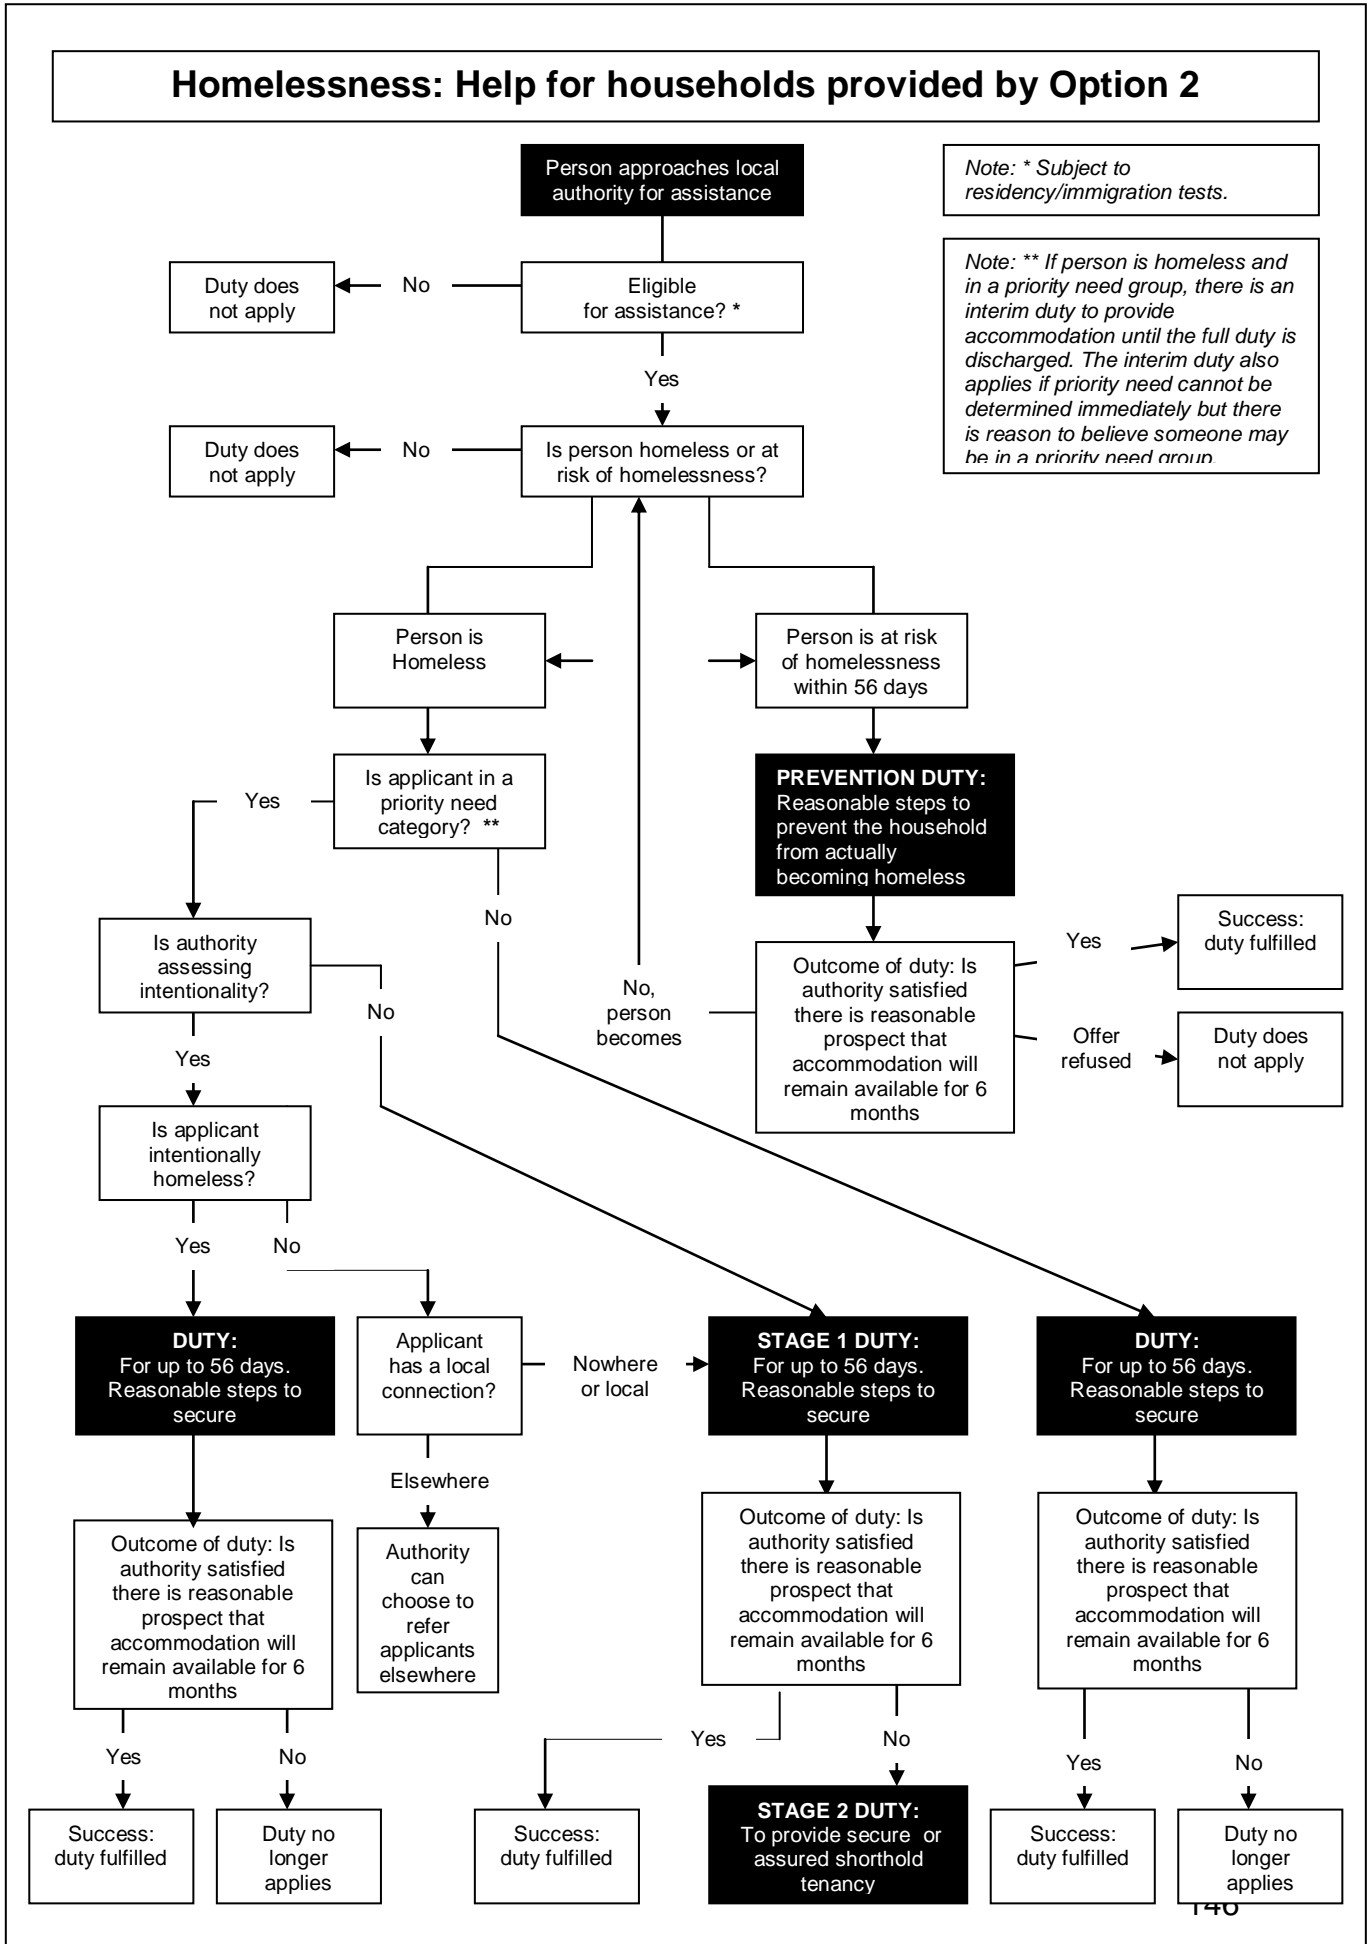 Homelessness: Help for households provided by Option 2
Person approaches local
authority for assistance
Note: * Subject to
residency/immigration tests.
Note: ** If person is homeless and
in a priority need group, there is an
interim duty to provide
accommodation until the full duty is
discharged. The interim duty also
applies if priority need cannot be
determined immediately but there
is reason to believe someone may
be in a priority need group.
Duty does
not apply
No
Eligible
for assistance? *
Yes
Duty does
not apply
No
Is person homeless or at
risk of homelessness?
Person is
Homeless
Person is at risk
of homelessness
within 56 days
Yes
Is applicant in a
priority need
category? **
PREVENTION DUTY:
Reasonable steps to
prevent the household
from actually
becoming homeless
No
Is authority
assessing
intentionality?
No
No,
person
becomes
Outcome of duty: Is
authority satisfied
there is reasonable
prospect that
accommodation will
remain available for 6
months
Yes
Success:
duty fulfilled
Offer
refused
Duty does
not apply
Yes
Is applicant
intentionally
homeless?
Yes
No
DUTY:
For up to 56 days.
Reasonable steps to
secure
Applicant
has a local
connection?
Nowhere
or local
STAGE 1 DUTY:
For up to 56 days.
Reasonable steps to
secure
DUTY:
For up to 56 days.
Reasonable steps to
secure
Elsewhere
Outcome of duty: Is
authority satisfied
there is reasonable
prospect that
accommodation will
remain available for 6
months
Authority
can
choose to
refer
applicants
elsewhere
Outcome of duty: Is
authority satisfied
there is reasonable
prospect that
accommodation will
remain available for 6
months
Outcome of duty: Is
authority satisfied
there is reasonable
prospect that
accommodation will
remain available for 6
months
Yes
No
Yes
No
Yes
No
Success:
duty fulfilled
Duty no
longer
applies
Success:
duty fulfilled
STAGE 2 DUTY:
To provide secure or
assured shorthold
tenancy
Success:
duty fulfilled
Duty no
longer
applies
146